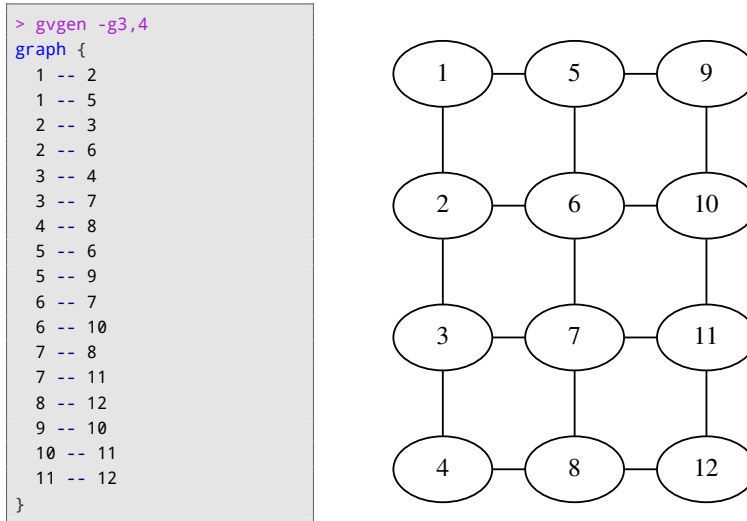 > gvgen -g3,4
graph {
1 -- 2
1 -- 5
2 -- 3
2 -- 6
3 -- 4
3 -- 7
4 -- 8
5 -- 6
5 -- 9
6 -- 7
6 -- 10
7 -- 8
7 -- 11
8 -- 12
9 -- 10
10 -- 11
11 -- 12
}
1 5 9
2 6 10
3 7 11
4 8 12